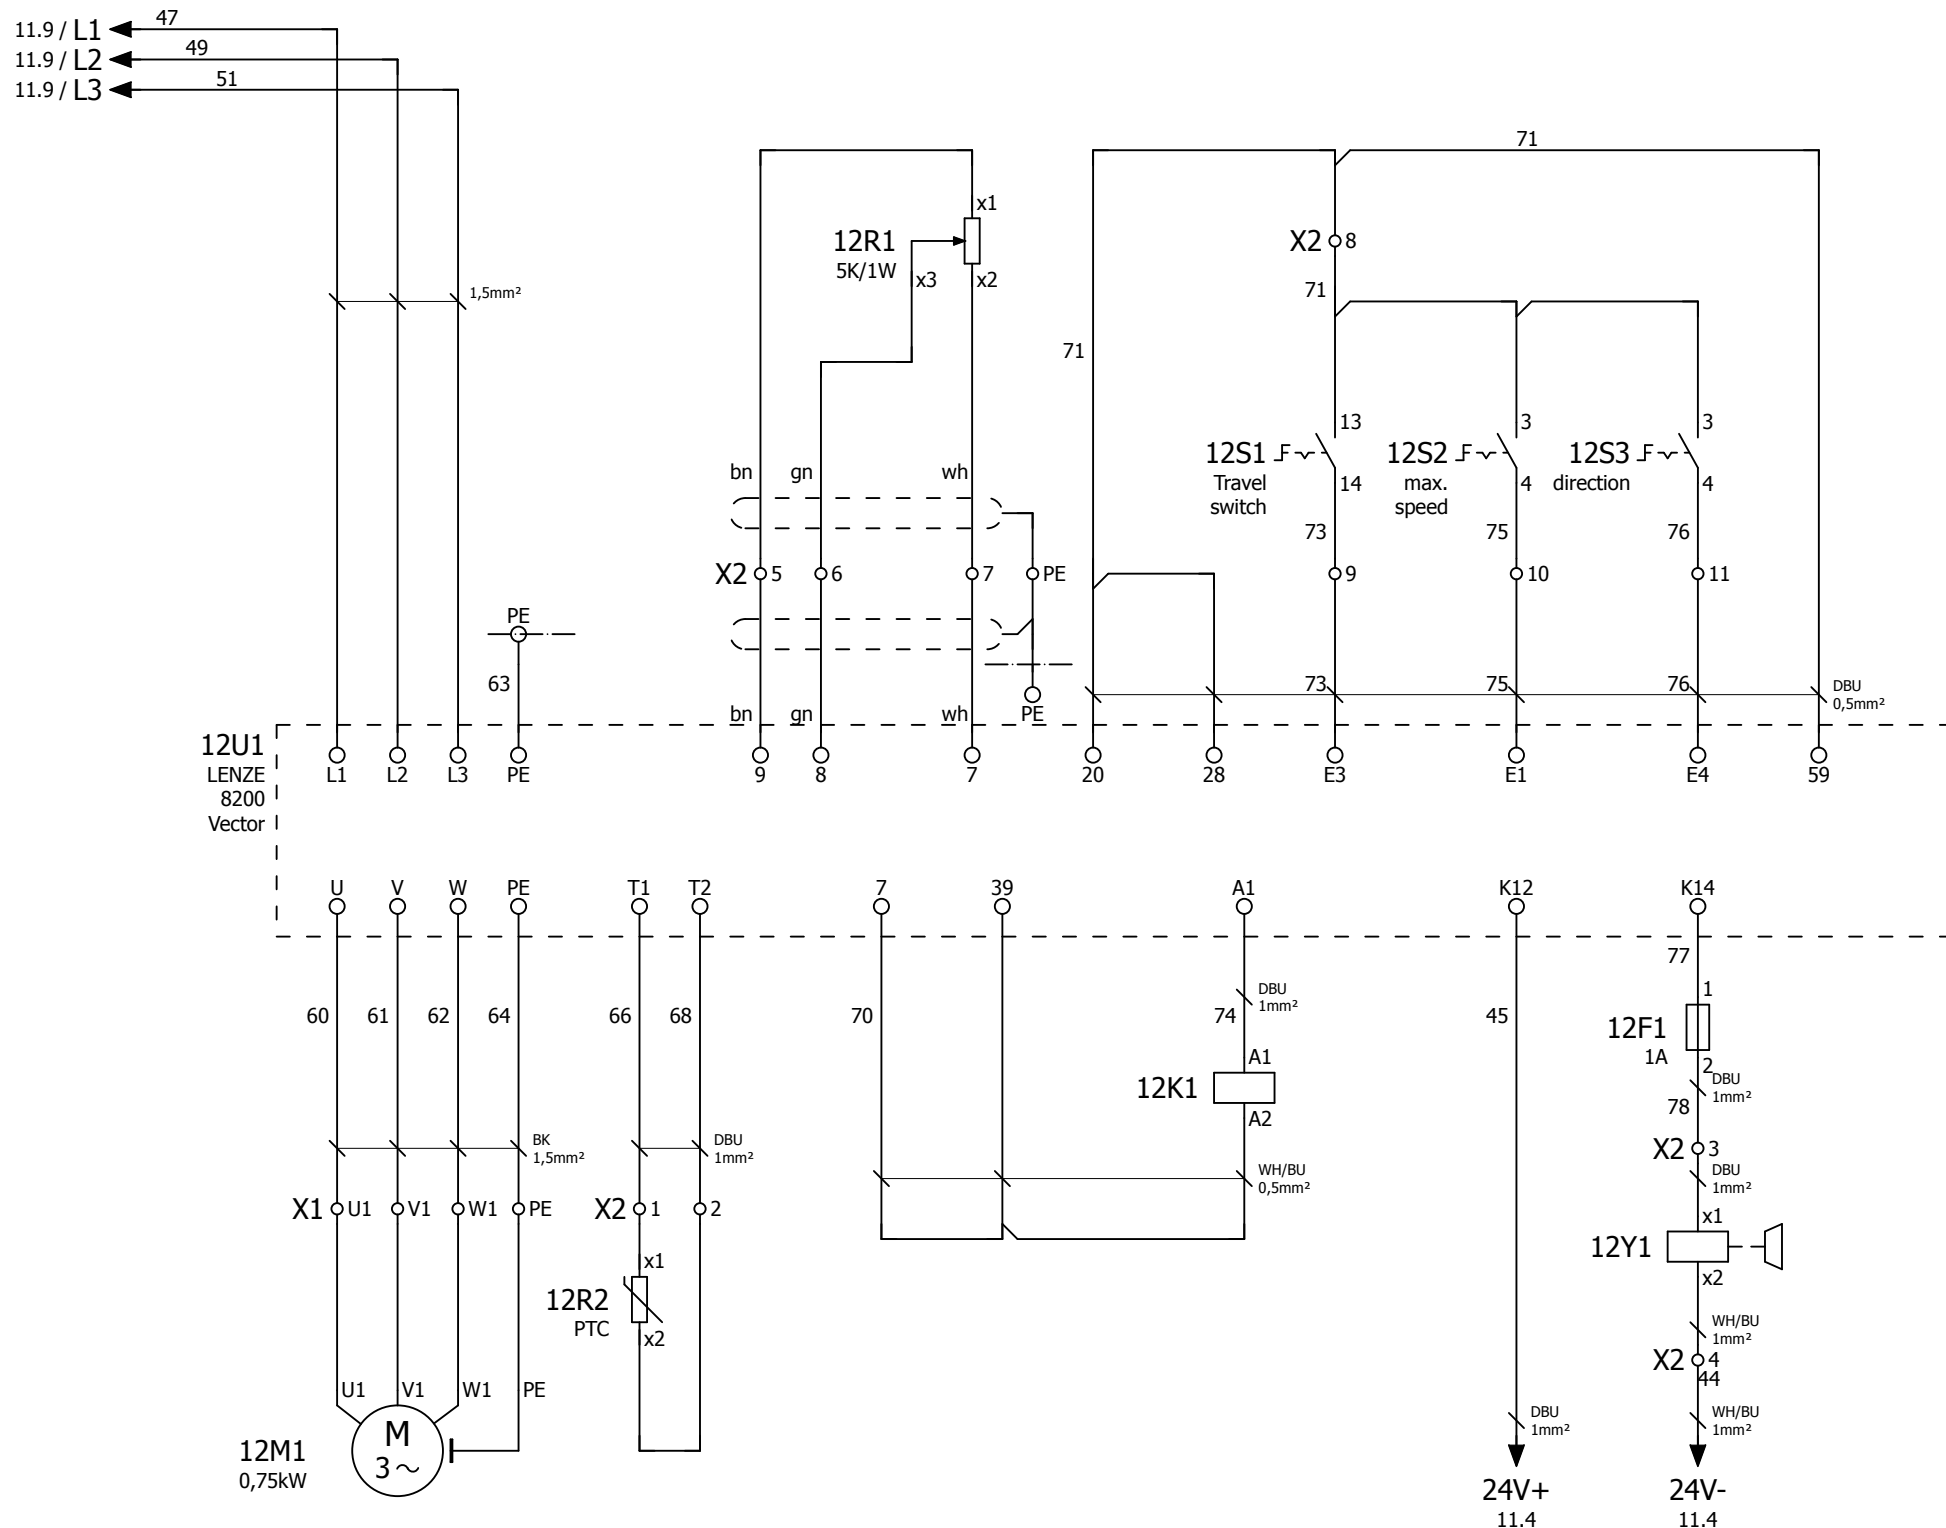 11.9 / L1 47
11.9 / L2 49
11.9 / L3 51
71
x1
12R1
5K/1W
x3
x2
X2 8
71
1,5mm²
71
13
3
3
12S1
Travel
switch
14
12S2
max.
speed
4
12S3
direction
4
bn
gn
wh
73
75
76
X2 5
6
7
PE
9
10
11
PE
63
bn
gn
wh
PE
73
75
76
DBU
0,5mm²
12U1
LENZE
8200
Vector
L1
L2
L3
PE
9
8
7
20
28
E3
E1
E4
59
U
V
W
PE
T1
T2
7
39
A1
K12
K14
77
60
61
62
64
66
68
70
DBU
1mm²
74
45
1
12F1
1A
2
DBU
1mm²
78
A1
12K1
A2
BK
1,5mm²
DBU
1mm²
WH/BU
0,5mm²
X2 3
DBU
1mm²
X1 U1
V1
W1
PE
X2 1
2
x1
12Y1
x2
x1
12R2
PTC
x2
WH/BU
1mm²
X2 4
44
U1
V1
W1
PE
12M1
0,75kW
M
3~
DBU
1mm²
WH/BU
1mm²
24V+
11.4
24V-
11.4